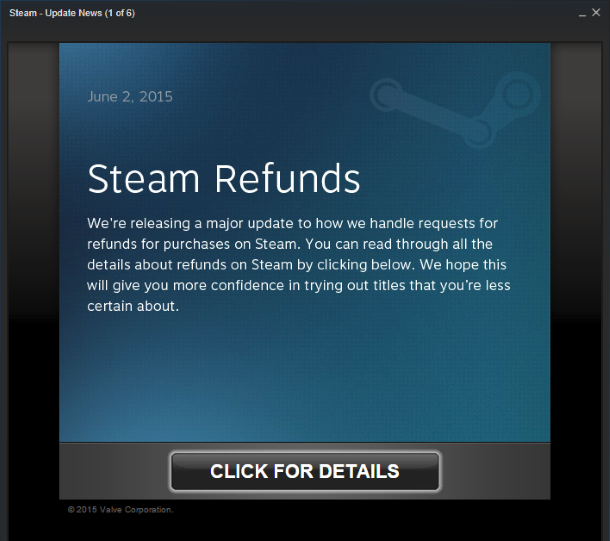 Steam - Update News (1 of 6)
June 2, 2015
Steam Refunds
We're releasing a major update to how we handle requests for
refunds for purchases on Steam. You can read through all the
details about refunds on Steam by clicking below. We hope this
will give you more confidence in trying out titles that you're less
certain about.
CLICK FOR DETAILS
© 2015 Valve Corporation.